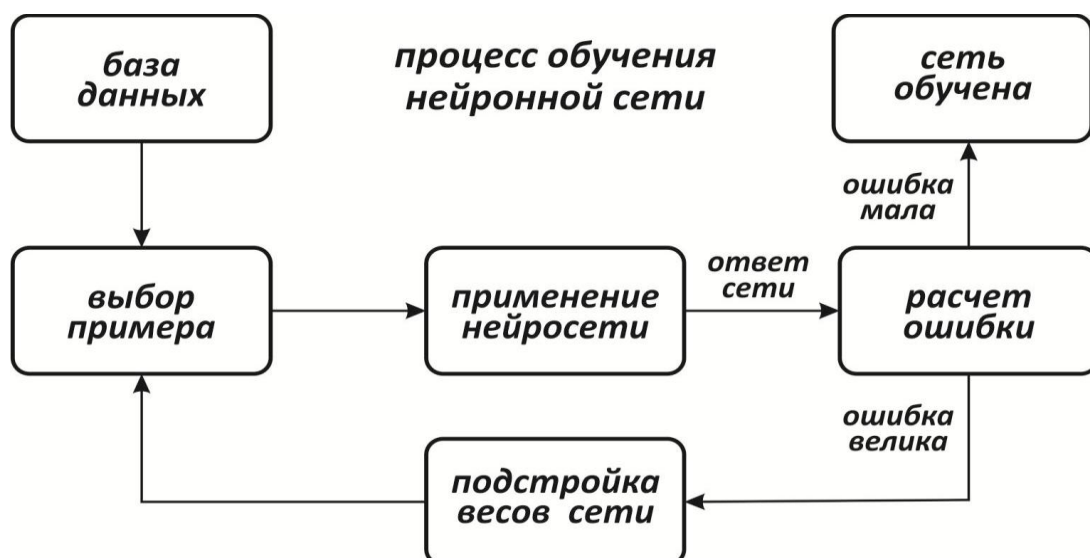 база
данных
процесс обучения
нейронной сети
сеть
обучена
ошибка
мала
выбор
примера
применение
нейросети
ответ
сети
расчет
ошибки
ошибка
велика
подстройка
весов сети